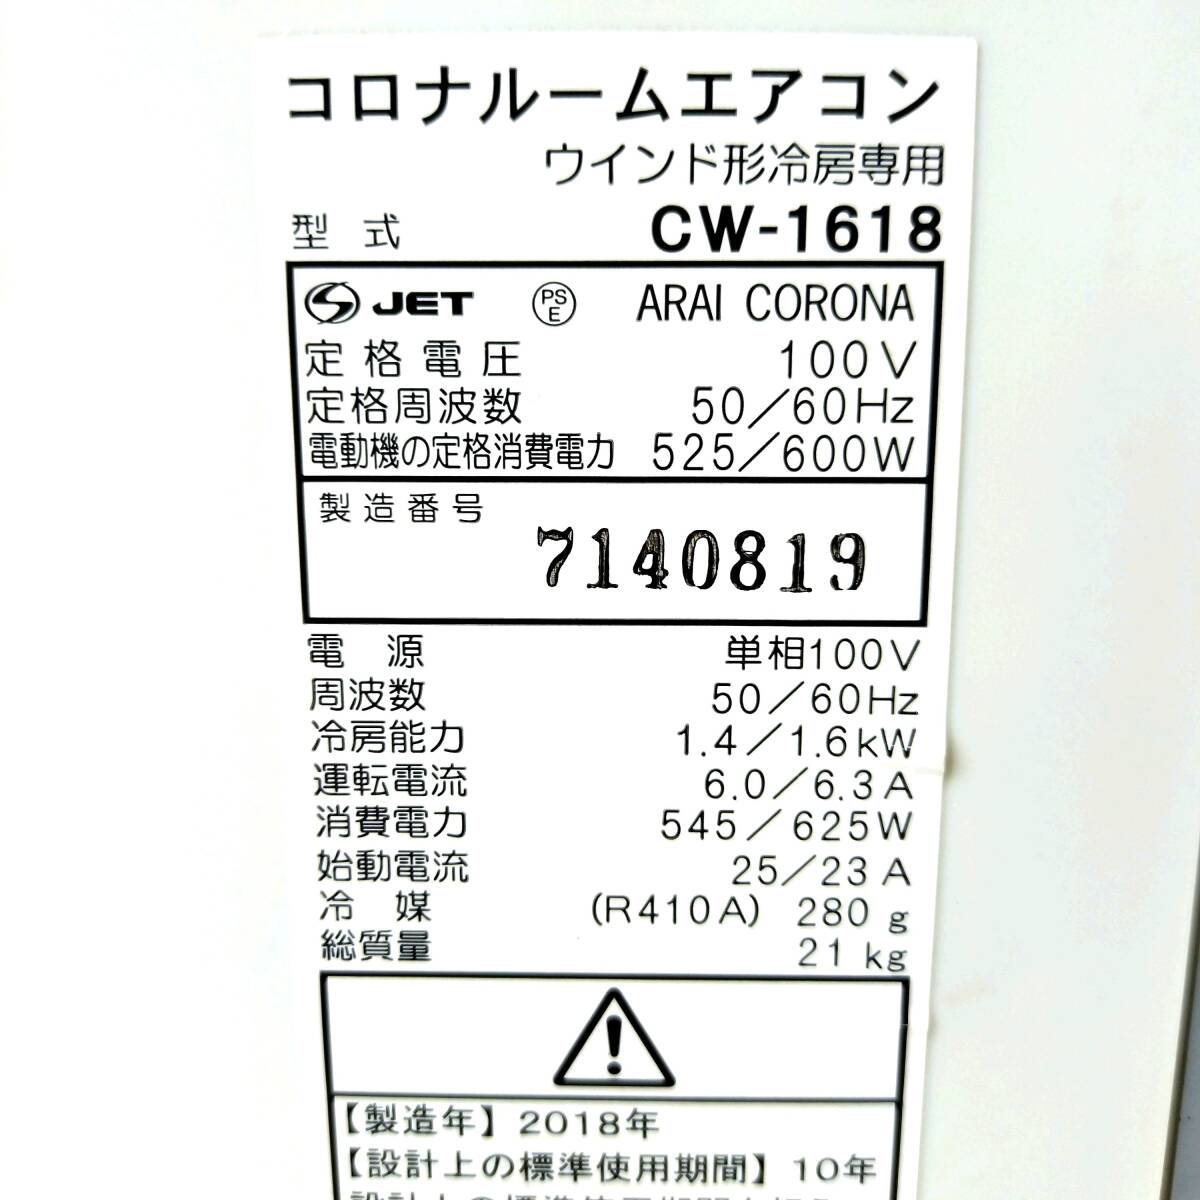 コロナルームエアコン
ウインド形冷房専用
型式 CW-1618
JET PSE ARAI CORONA
定格電圧 100V
定格周波数 50/60Hz
電動機の定格消費電力 525/600W
製造番号
7140819
電源 単相100V
周波数 50/60Hz
冷房能力 1.4/1.6kW
運転電流 6.0/6.3A
消費電力 545/625W
始動電流 25/23A
冷媒 (R410A) 280g
総質量 21kg
【製造年】2018年
【設計上の標準使用期間】10年